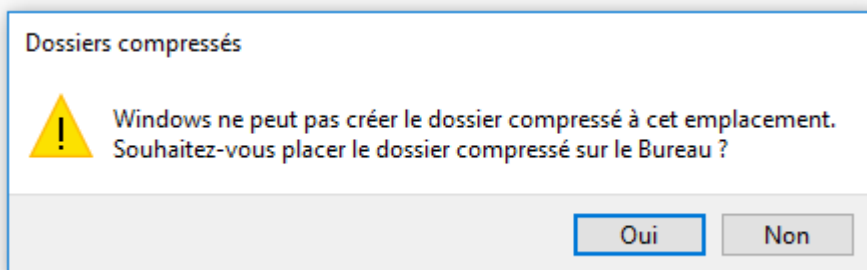 Dossiers compressés
Windows ne peut pas créer le dossier compressé à cet emplacement.
Souhaitez-vous placer le dossier compressé sur le Bureau ?
Oui
Non